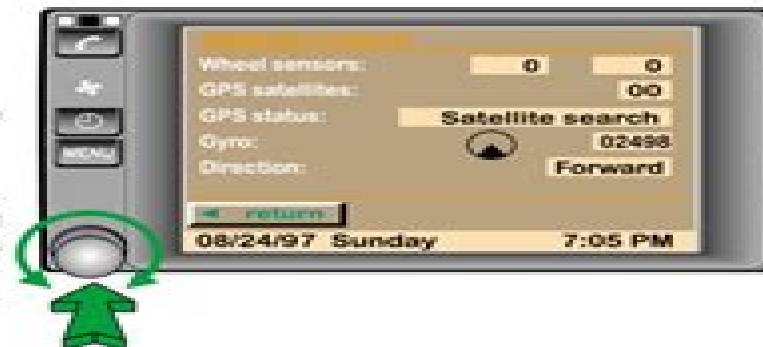 MENU
Wheel sensors: 0 0
GPS satellites: 00
GPS status: Satellite search
Gyro: 02498
Direction: Forward
return
08/24/97 Sunday 7:05 PM